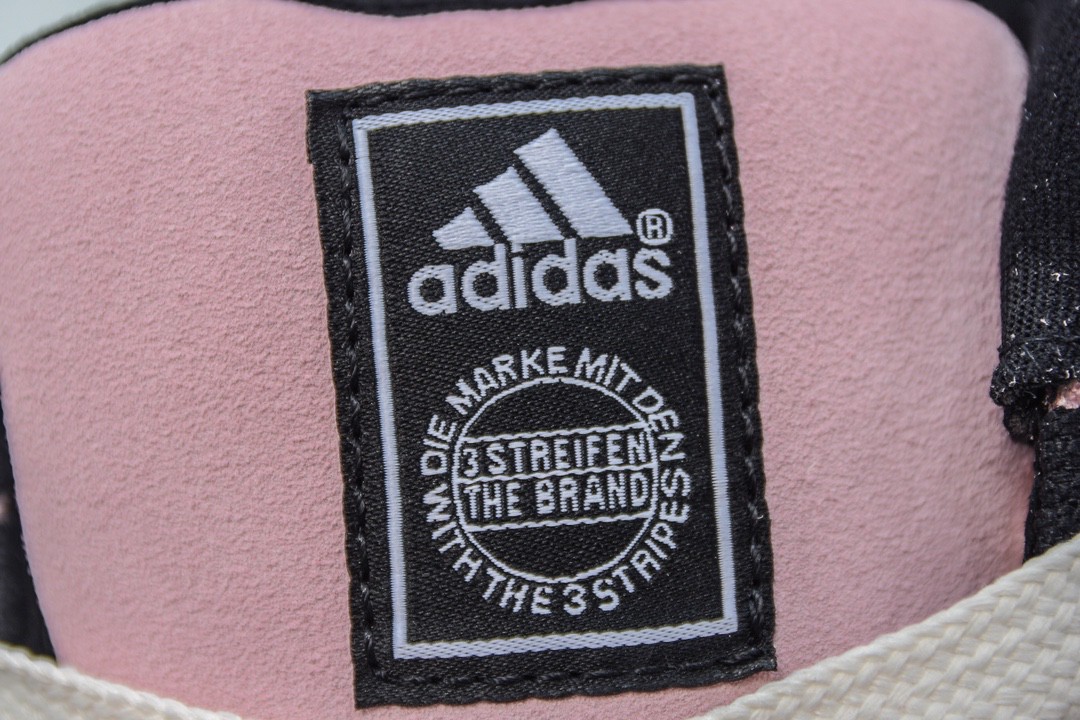 ®
adidas
DIE MARKE MIT DEN
3 STREIFEN
THE BRAND
WITH THE 3 STRIPES